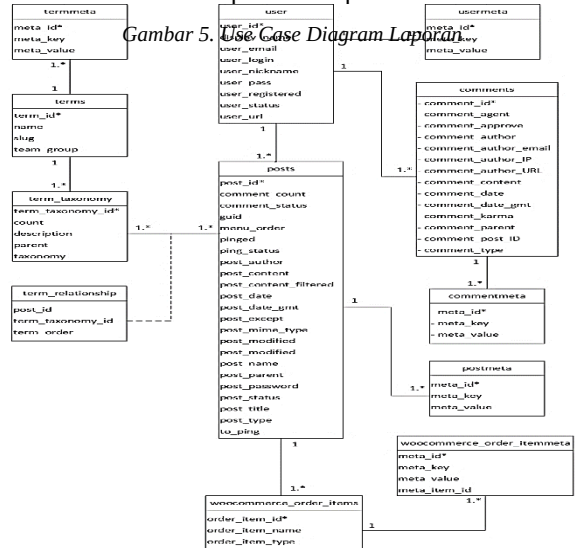 termmeta
meta_id*
meta_key
meta_value
1.*
1
terms
term_id*
name
slug
team_group
1
1.*
term_taxonomy
term_taxonomy_id*
count
description
parent
taxonomy
1.*
1.*
term_relationship
post_id
term_taxonomy_id
term_order
Gambar 5. Use Case Diagram Laporan
user
user_id*
display_name
user_email
user_login
user_nickname
user_pass
user_registered
user_status
user_url
1
1.*
posts
post_id*
comment_count
comment_status
guid
menu_order
pinged
ping_status
post_author
post_content
post_content_filtered
post_date
post_date_gmt
post_except
post_mime_type
post_modified
post_modified
post_name
post_parent
post_password
post_status
post_title
post_type
to_ping
1
1.*
woocommerce_order_items
order_item_id*
order_item_name
order_item_type
usermeta
meta_id*
meta_key
meta_value
1
1.*
comments
- comment_id*
- comment_agent
- comment_approve
- comment_author
- comment_author_email
- comment_author_IP
- comment_author_URL
- comment_content
- comment_date
- comment_date_gmt
- comment_karma
- comment_parent
- comment_post_ID
- comment_type
1
1.*
commentmeta
meta_id*
- meta_key
- meta_value
1
1.*
postmeta
meta_id*
meta_key
meta_value
woocommerce_order_itemmeta
meta_id*
meta_key
meta_value
meta_item_id
1.*
1